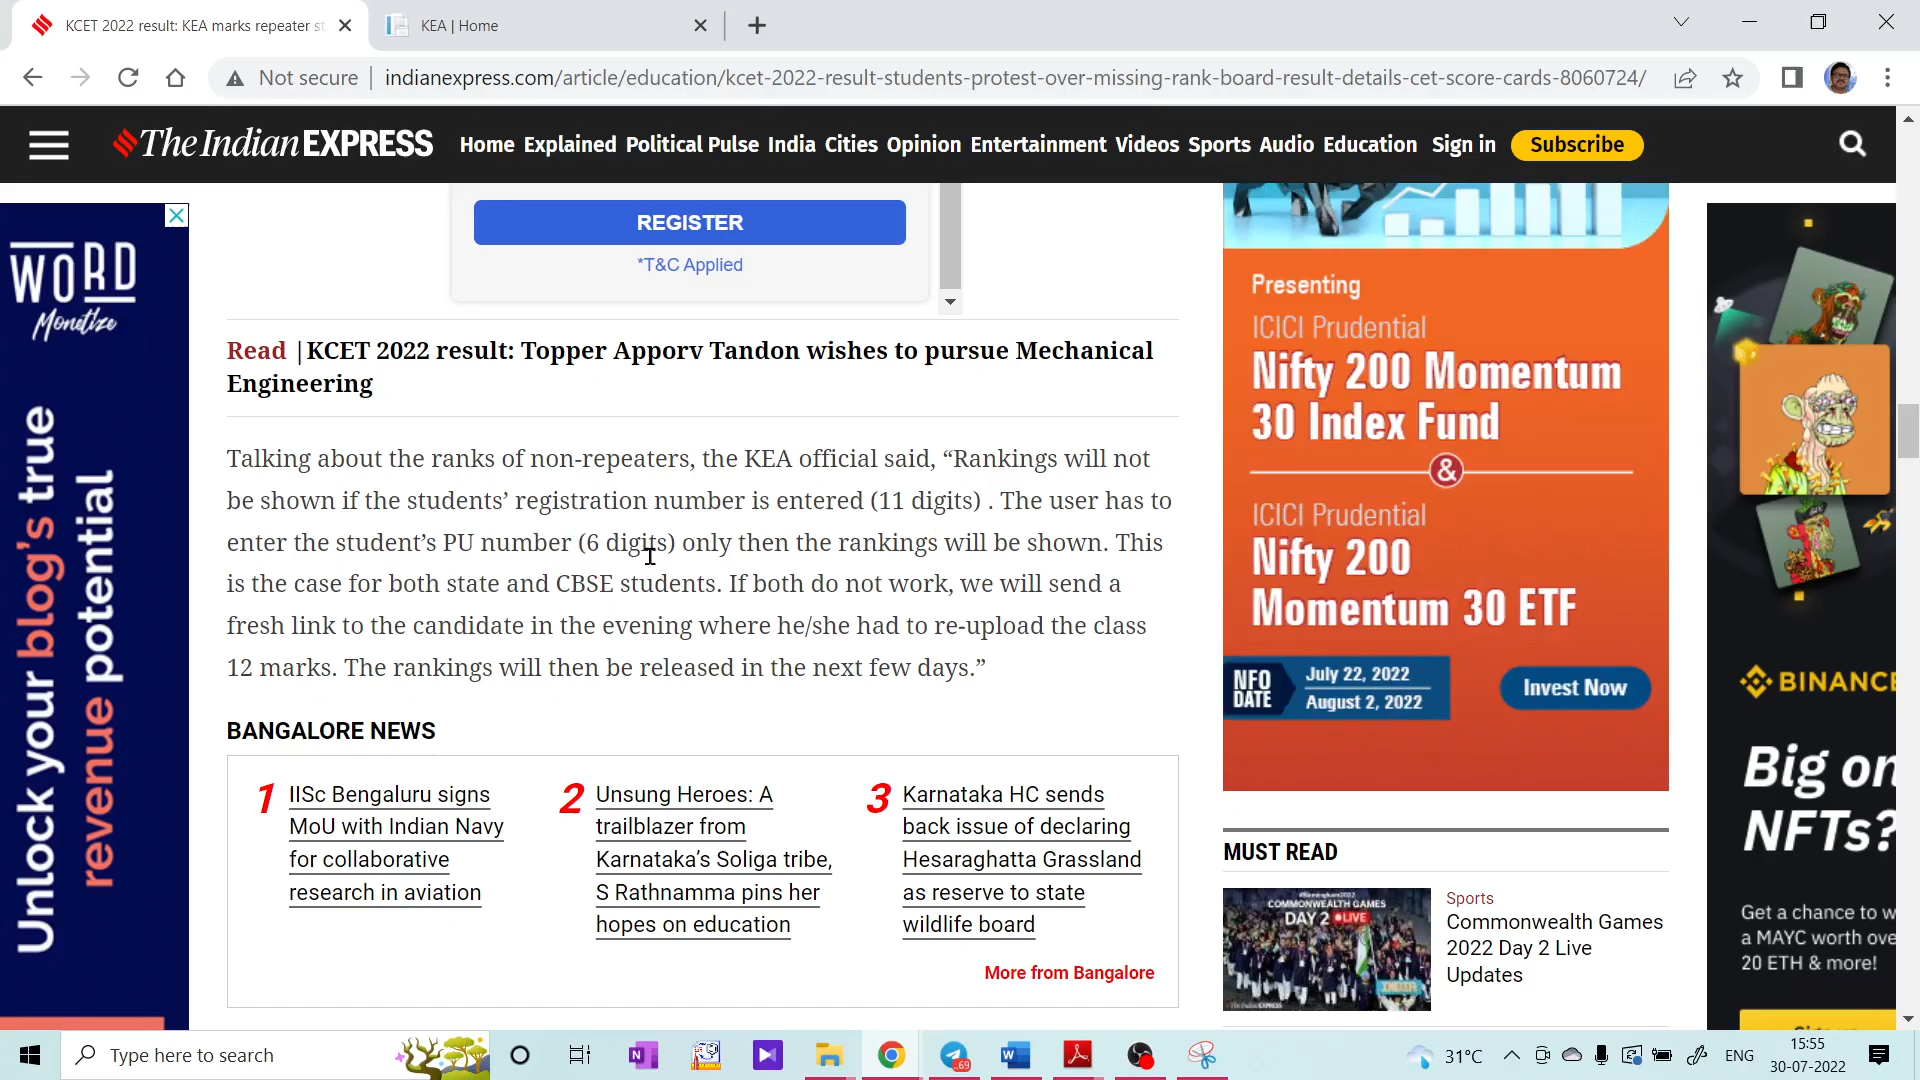 KCET 2022 result: KEA marks repeater st
KEA | Home
Not secure
indianexpress.com/article/education/kcet-2022-result-students-protest-over-missing-rank-board-result-details-cet-score-cards-8060724/
The Indian EXPRESS
Home Explained Political Pulse India Cities Opinion Entertainment Videos Sports Audio Education Sign in Subscribe
WORD
Monetize
Unlock your blog's true
revenue potential
REGISTER
*T&C Applied
Read |KCET 2022 result: Topper Apporv Tandon wishes to pursue Mechanical
Engineering
Talking about the ranks of non-repeaters, the KEA official said, “Rankings will not
be shown if the students’ registration number is entered (11 digits) . The user has to
enter the student’s PU number (6 digits) only then the rankings will be shown. This
is the case for both state and CBSE students. If both do not work, we will send a
fresh link to the candidate in the evening where he/she had to re-upload the class
12 marks. The rankings will then be released in the next few days.”
BANGALORE NEWS
1 IISc Bengaluru signs
MoU with Indian Navy
for collaborative
research in aviation
2 Unsung Heroes: A
trailblazer from
Karnataka’s Soliga tribe,
S Rathnamma pins her
hopes on education
3 Karnataka HC sends
back issue of declaring
Hesaraghatta Grassland
as reserve to state
wildlife board
More from Bangalore
Presenting
ICICI Prudential
Nifty 200 Momentum
30 Index Fund
&
ICICI Prudential
Nifty 200
Momentum 30 ETF
NFO
DATE
July 22, 2022
August 2, 2022
Invest Now
MUST READ
COMMONWEALTH GAMES
DAY 2 LIVE
Sports
Commonwealth Games
2022 Day 2 Live
Updates
BINANCE
Big on
NFTs?
Get a chance to w
a MAYC worth ove
20 ETH & more!
Type here to search
.69
31°C
ENG
15:55
30-07-2022